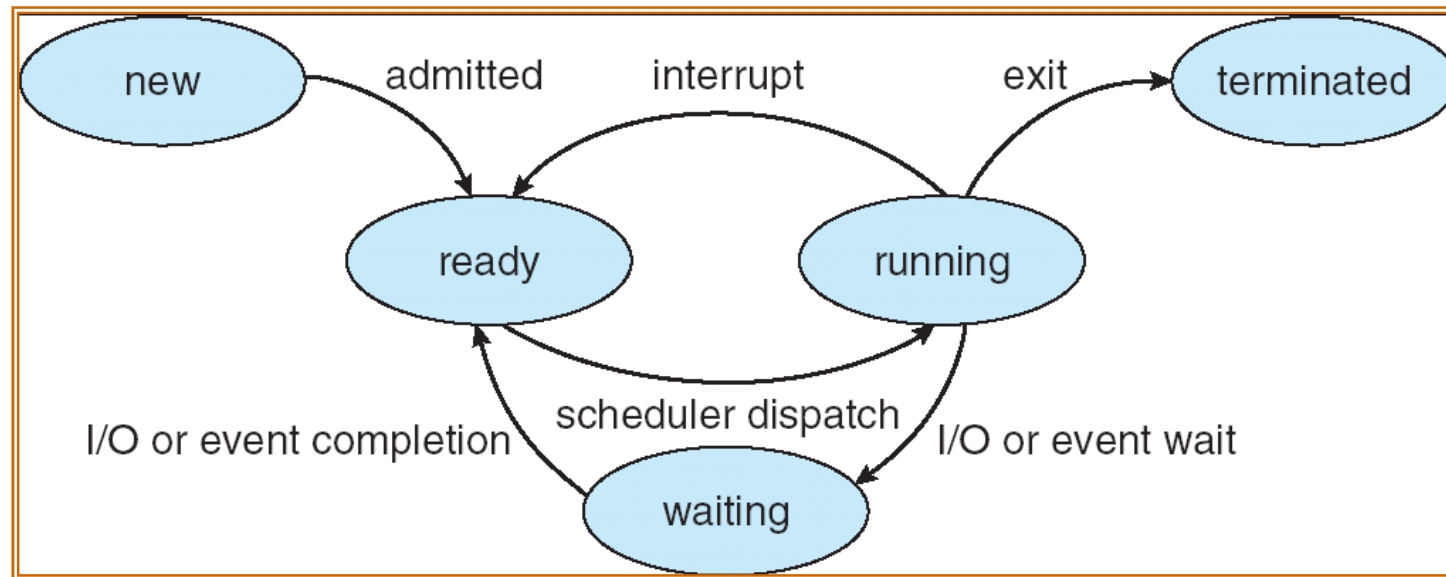 new
admitted
interrupt
exit
terminated
ready
running
scheduler dispatch
I/O or event completion
I/O or event wait
waiting